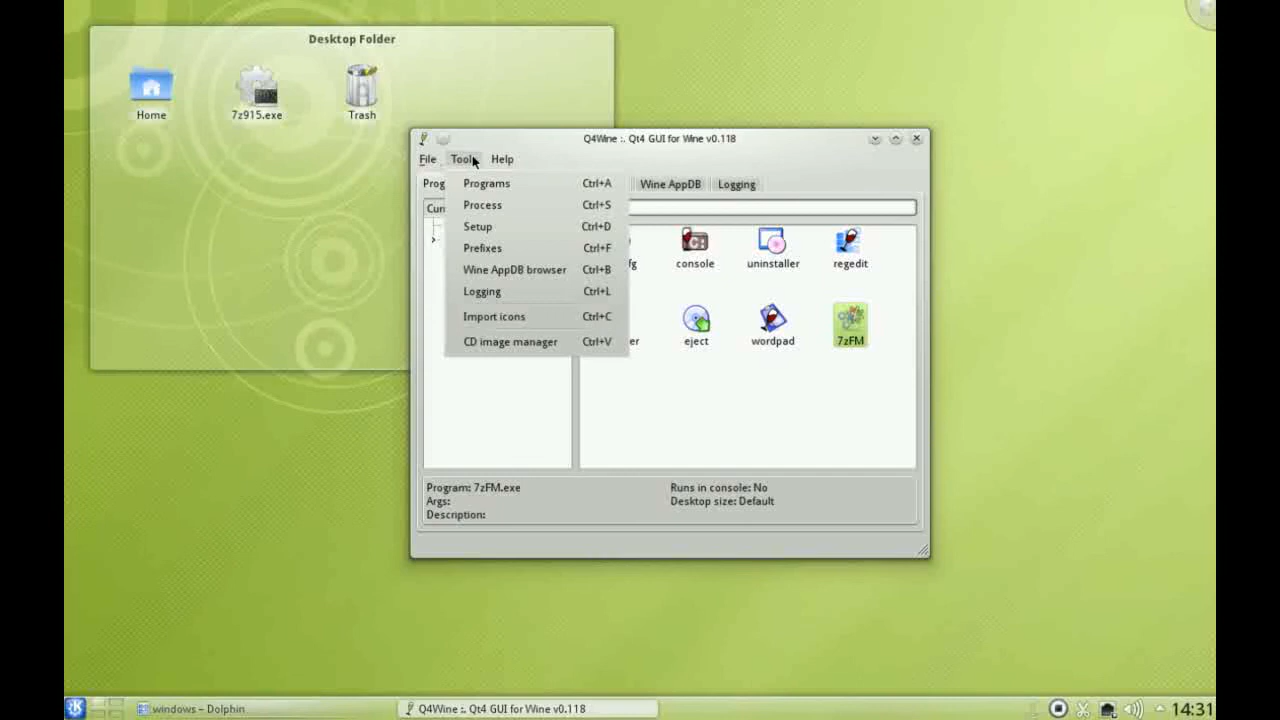 Desktop Folder
Home
7z915.exe
Trash
Q4Wine :. Qt4 GUI for Wine v0.118
File Tools Help
Programs Ctrl+A
Process Ctrl+S
Setup Ctrl+D
Prefixes Ctrl+F
Wine AppDB browser Ctrl+B
Logging Ctrl+L
Import icons Ctrl+C
CD image manager Ctrl+V
Prog
Wine AppDB
Logging
Curr
fg
console
uninstaller
regedit
er
eject
wordpad
7zFM
Program: 7zFM.exe
Args:
Description:
Runs in console: No
Desktop size: Default
windows – Dolphin
Q4Wine :. Qt4 GUI for Wine v0.118
14:31